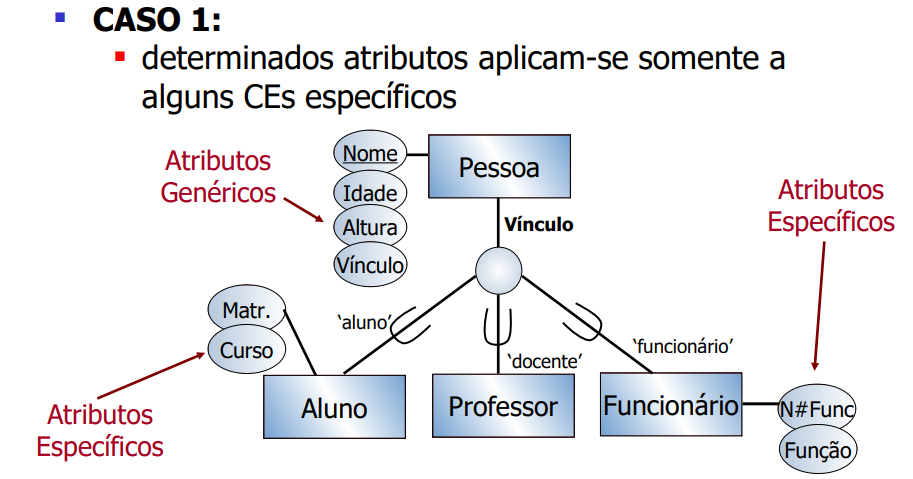 CASO 1:
determinados atributos aplicam-se somente a
alguns CEs específicos
Atributos
Genéricos
Nome
Idade
Altura
Vínculo
Pessoa
Vínculo
Atributos
Específicos
Matr.
Curso
'aluno'
'docente'
'funcionário'
Atributos
Específicos
Aluno
Professor
Funcionário
N#Func
Função